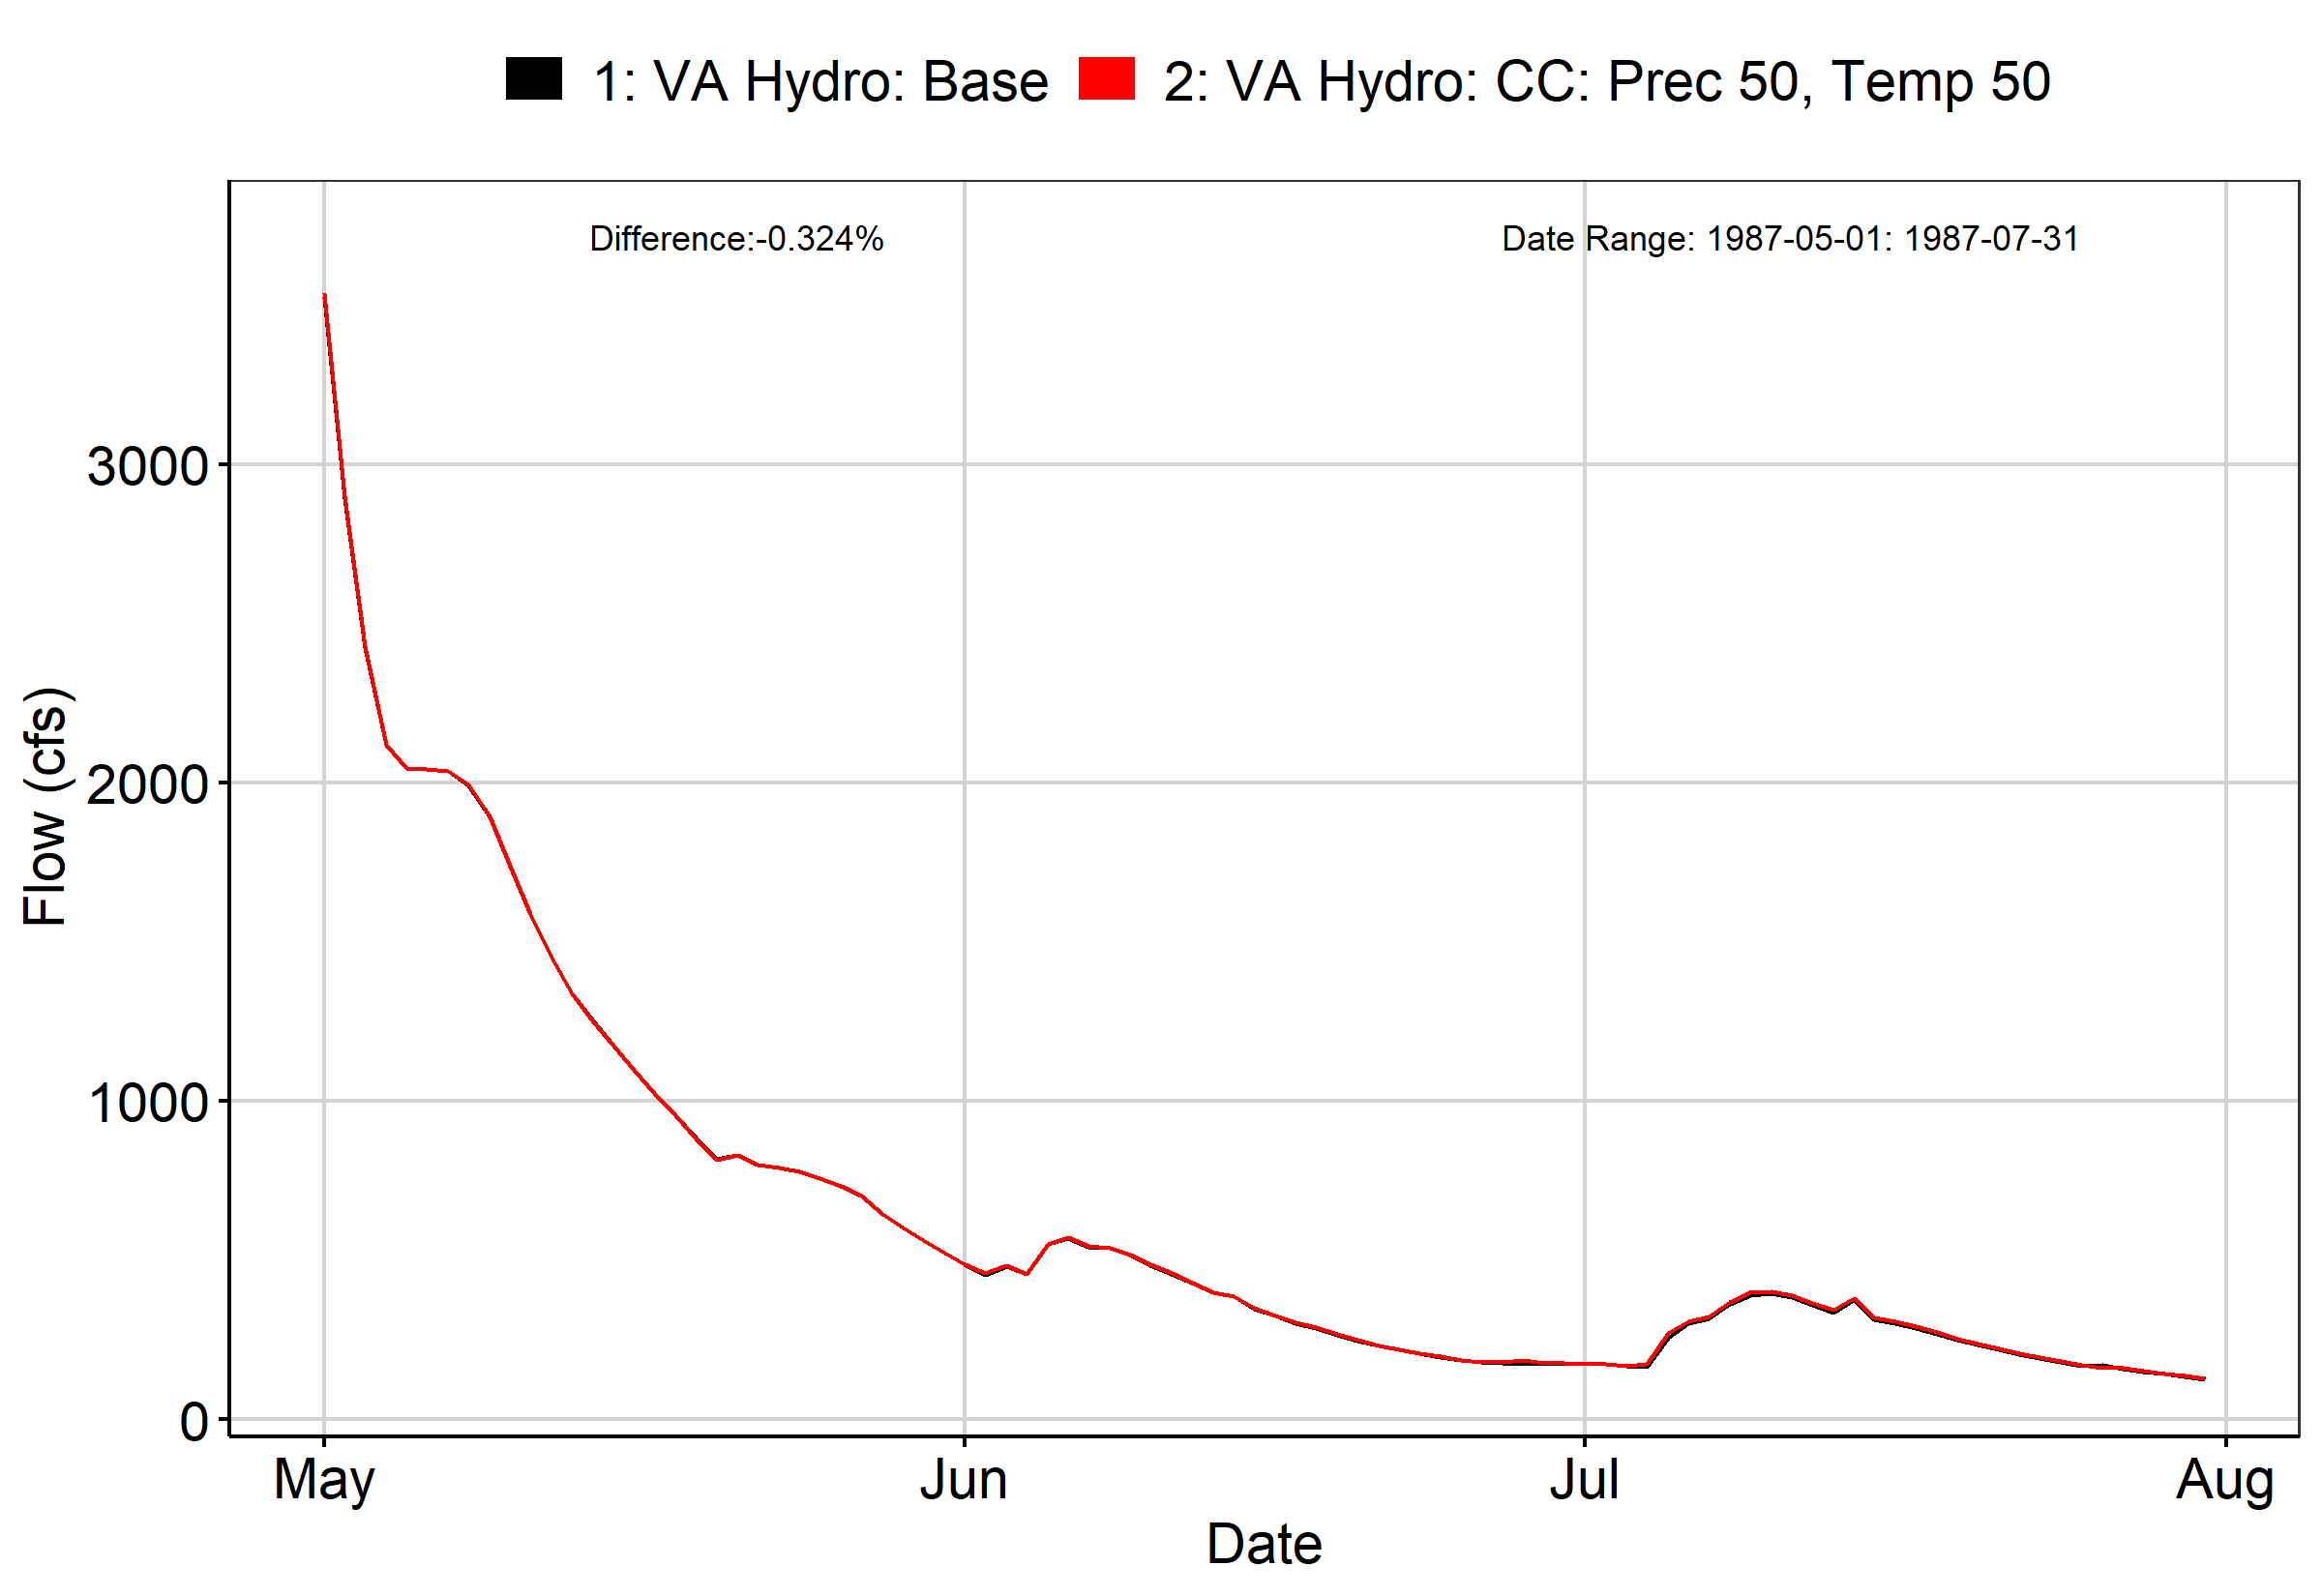 1: VA Hydro: Base 2: VA Hydro: CC: Prec 50, Temp 50
Difference:-0.324% Date Range: 1987-05-01: 1987-07-31
Flow (cfs)
3000
2000
1000
0
May Jun Jul Aug
Date